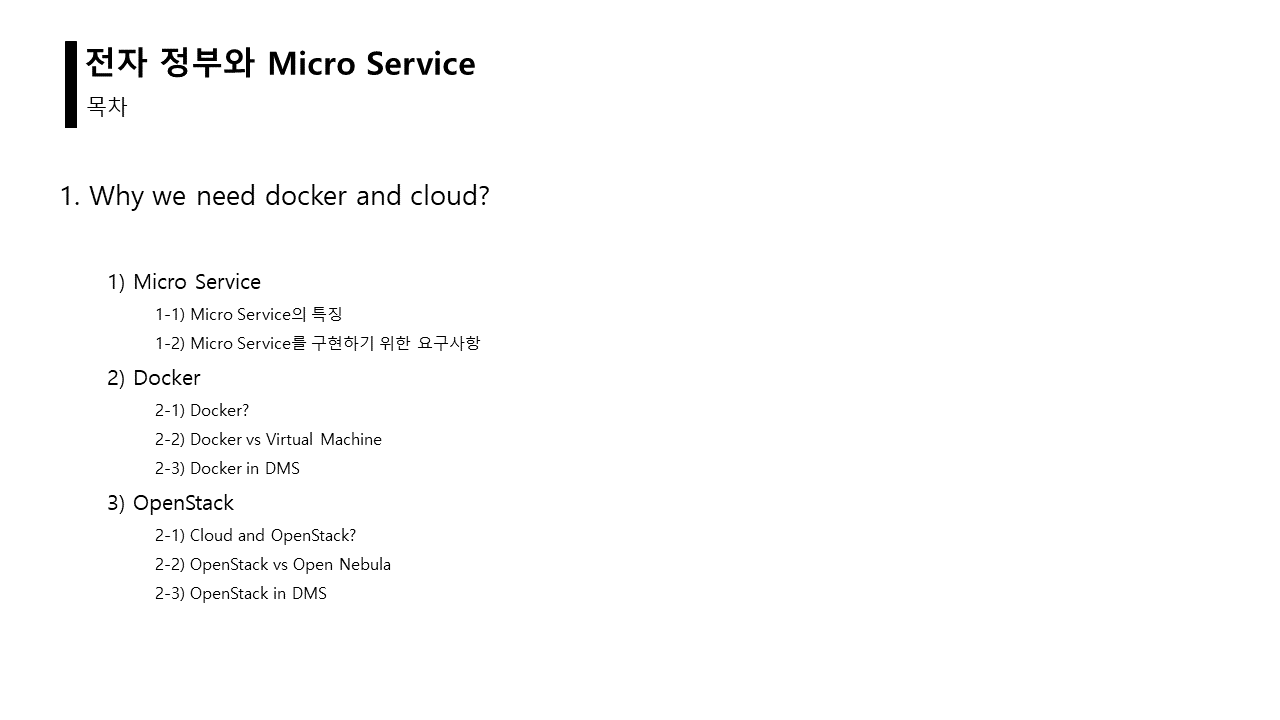 전자 정부와 Micro Service
목차
1. Why we need docker and cloud?
1) Micro Service
1-1) Micro Service의 특징
1-2) Micro Service를 구현하기 위한 요구사항
2) Docker
2-1) Docker?
2-2) Docker vs Virtual Machine
2-3) Docker in DMS
3) OpenStack
2-1) Cloud and OpenStack?
2-2) OpenStack vs Open Nebula
2-3) OpenStack in DMS